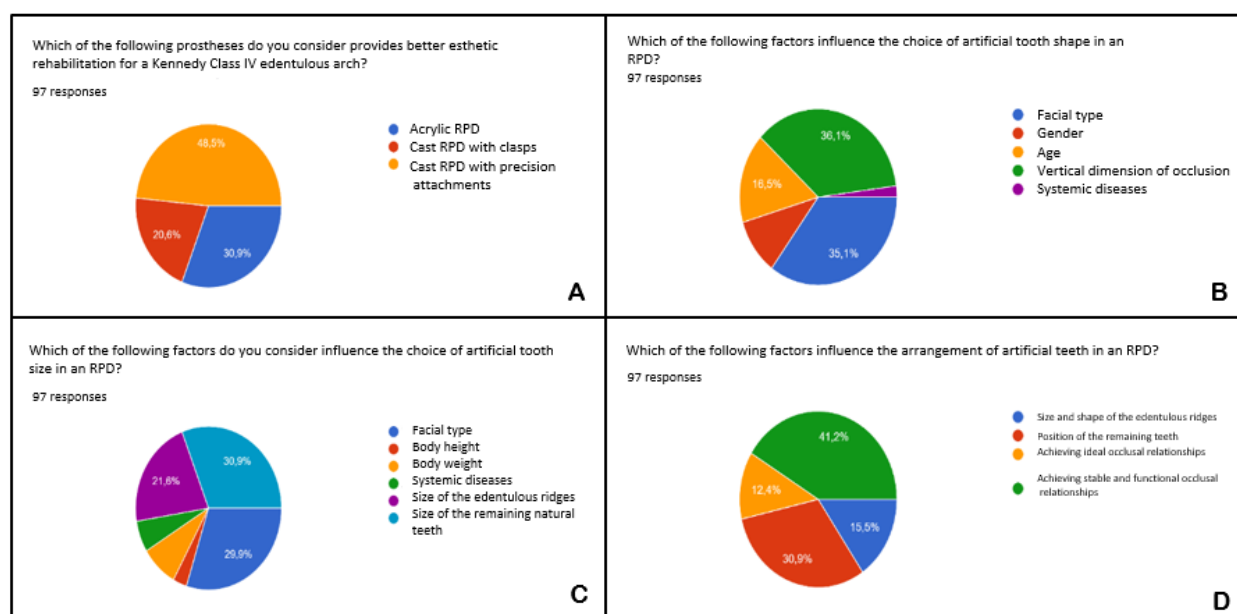 Which of the following prostheses do you consider provides better esthetic
rehabilitation for a Kennedy Class IV edentulous arch?
97 responses
48,5%
20,6%
30,9%
Acrylic RPD
Cast RPD with clasps
Cast RPD with precision
attachments
A
Which of the following factors influence the choice of artificial tooth shape in an
RPD?
97 responses
36,1%
16,5%
35,1%
Facial type
Gender
Age
Vertical dimension of occlusion
Systemic diseases
B
Which of the following factors do you consider influence the choice of artificial tooth
size in an RPD?
97 responses
30,9%
21,6%
29,9%
Facial type
Body height
Body weight
Systemic diseases
Size of the edentulous ridges
Size of the remaining natural
teeth
C
Which of the following factors influence the arrangement of artificial teeth in an RPD?
97 responses
41,2%
12,4%
15,5%
30,9%
Size and shape of the edentulous ridges
Position of the remaining teeth
Achieving ideal occlusal relationships
Achieving stable and functional occlusal
relationships
D